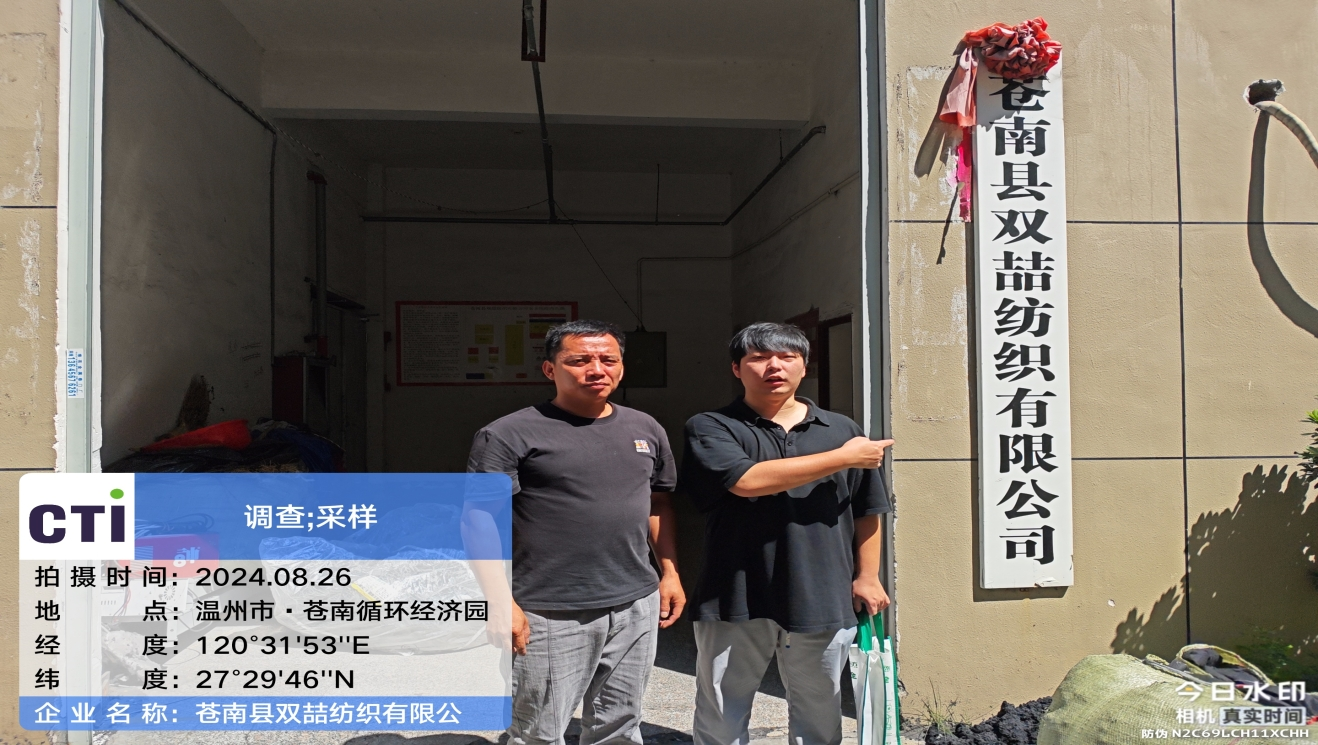 苍南县双喆纺织有限公司
CTi
调查;采样
拍摄时间：2024.08.26
地点：温州市·苍南循环经济园
经度：120°31'53''E
纬度：27°29'46''N
企业名称：苍南县双喆纺织有限公
今日水印
相机 真实时间
防伪 N2C69LCH11XCHH